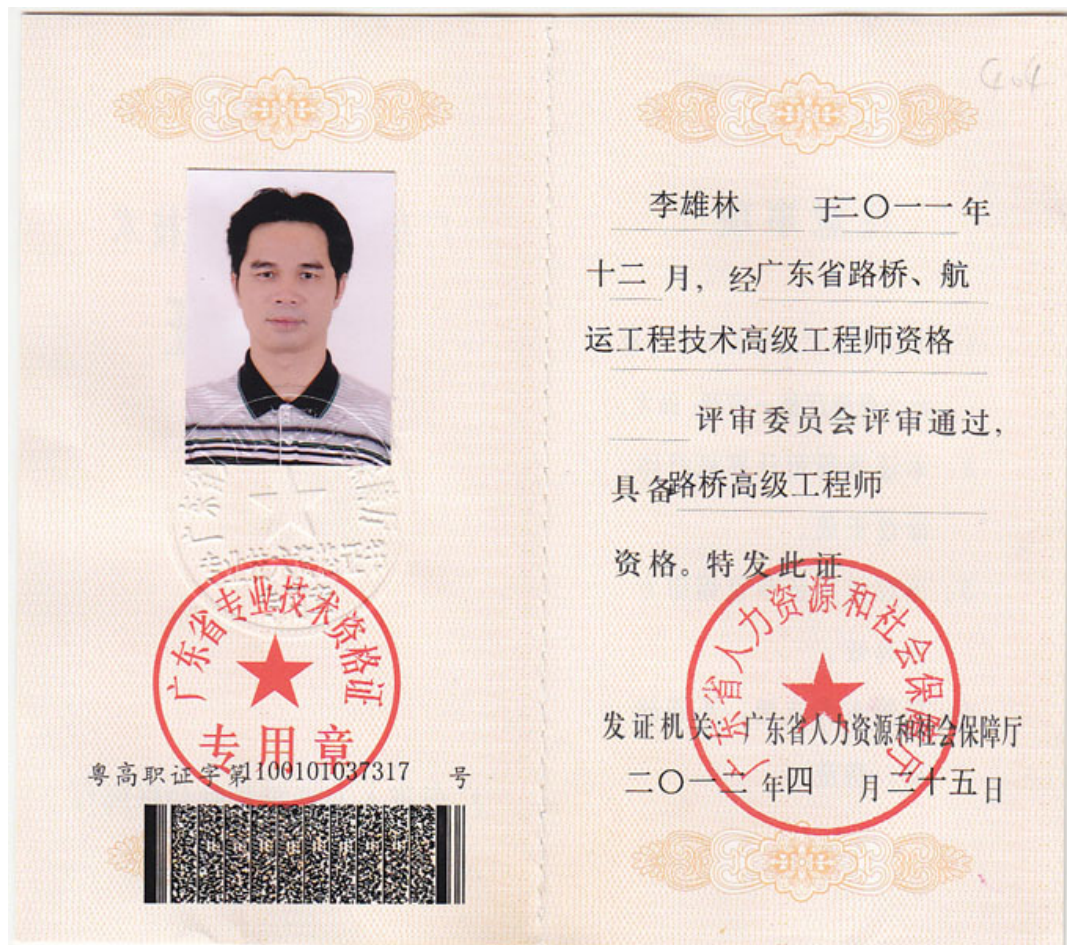 广东省专业技术资格证
专用章
粤高职证字第1100101037317号
李雄林 于二〇一一年
十二月，经广东省路桥、航
运工程技术高级工程师资格
评审委员会评审通过，
具备路桥高级工程师
资格。特发此证
广东省人力资源和社会保障厅
发证机关：广东省人力资源和社会保障厅
二〇一二年四月二十五日